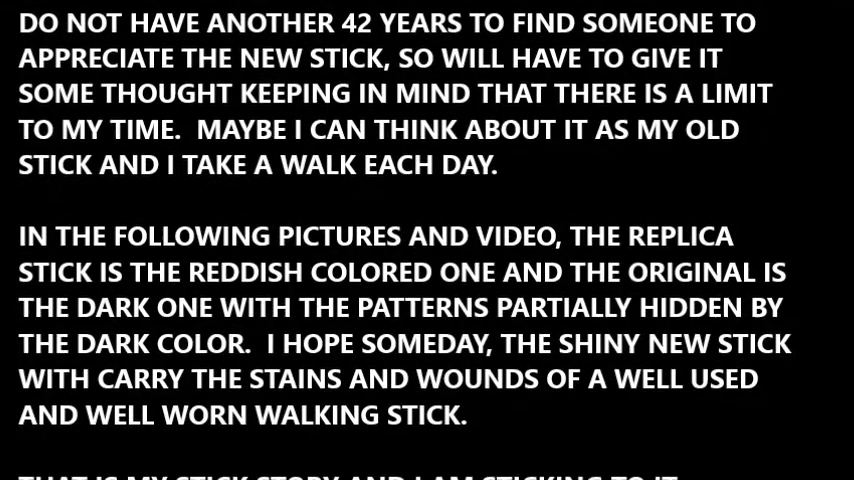 DO NOT HAVE ANOTHER 42 YEARS TO FIND SOMEONE TO
APPRECIATE THE NEW STICK, SO WILL HAVE TO GIVE IT
SOME THOUGHT KEEPING IN MIND THAT THERE IS A LIMIT
TO MY TIME.  MAYBE I CAN THINK ABOUT IT AS MY OLD
STICK AND I TAKE A WALK EACH DAY.
IN THE FOLLOWING PICTURES AND VIDEO, THE REPLICA
STICK IS THE REDDISH COLORED ONE AND THE ORIGINAL IS
THE DARK ONE WITH THE PATTERNS PARTIALLY HIDDEN BY
THE DARK COLOR.  I HOPE SOMEDAY, THE SHINY NEW STICK
WITH CARRY THE STAINS AND WOUNDS OF A WELL USED
AND WELL WORN WALKING STICK.
THAT IS MY STICK STORY AND I AM STICKING TO IT